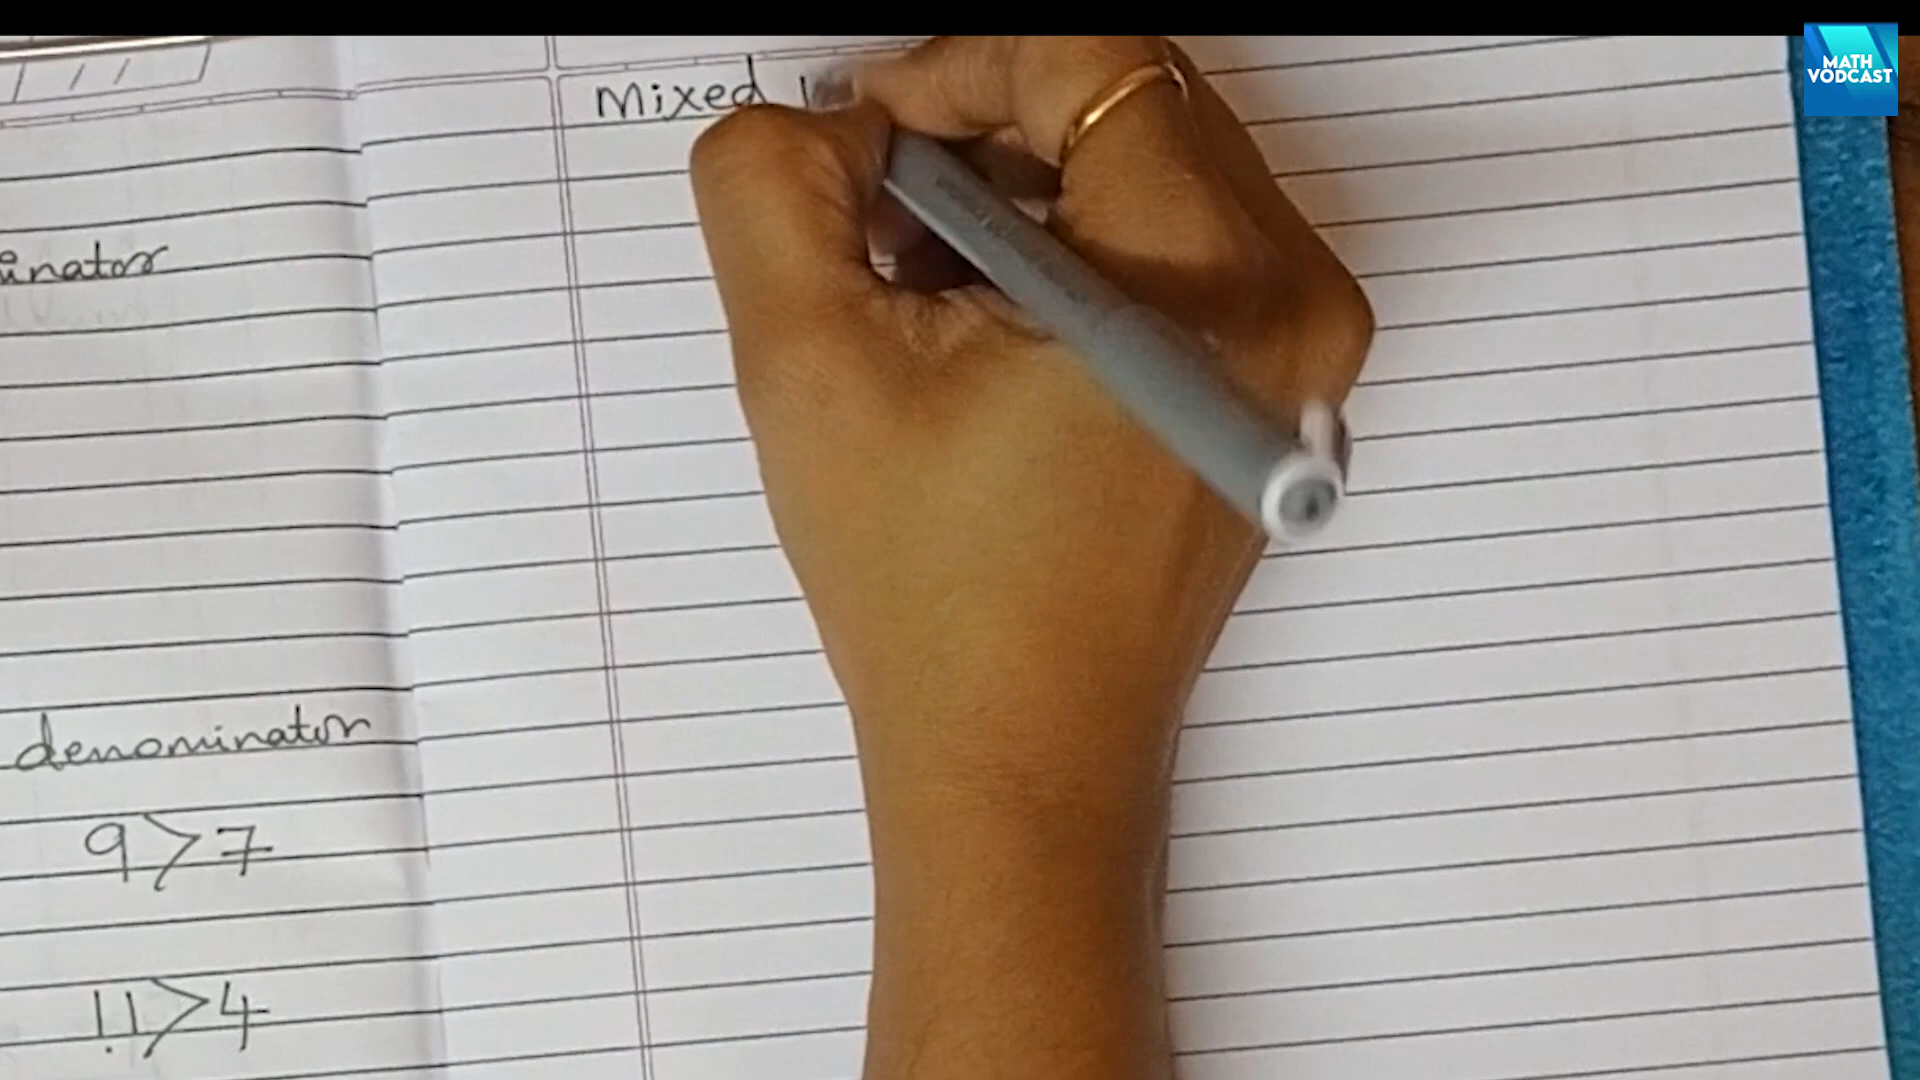 MATH
VODCAST
Mixed
inator
denominator
9>7
11>4